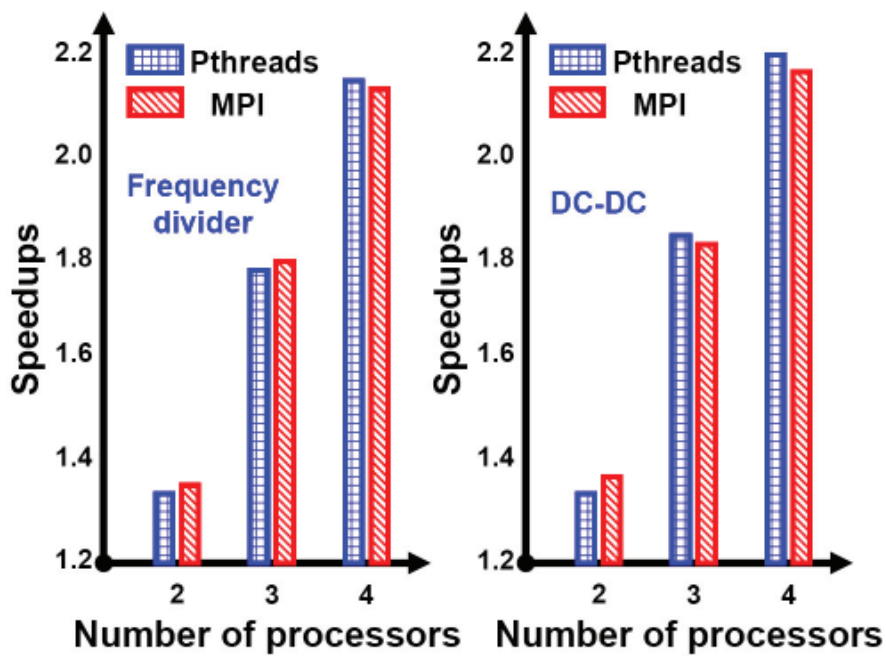 2.2
2.0
1.8
1.6
1.4
1.2
Speedups
Pthreads
MPI
Frequency
divider
2 3 4
Number of processors
2.2
2.0
1.8
1.6
1.4
1.2
Speedups
Pthreads
MPI
DC-DC
2 3 4
Number of processors